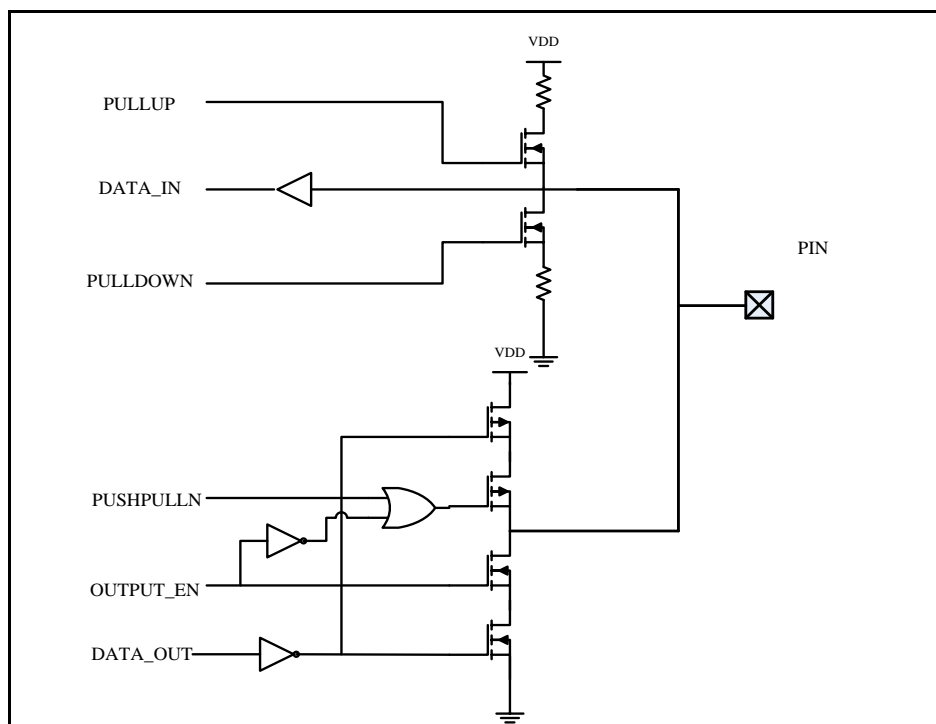 VDD
PULLUP
DATA_IN
PIN
PULLDOWN
VDD
PUSHPULLN
OUTPUT_EN
DATA_OUT